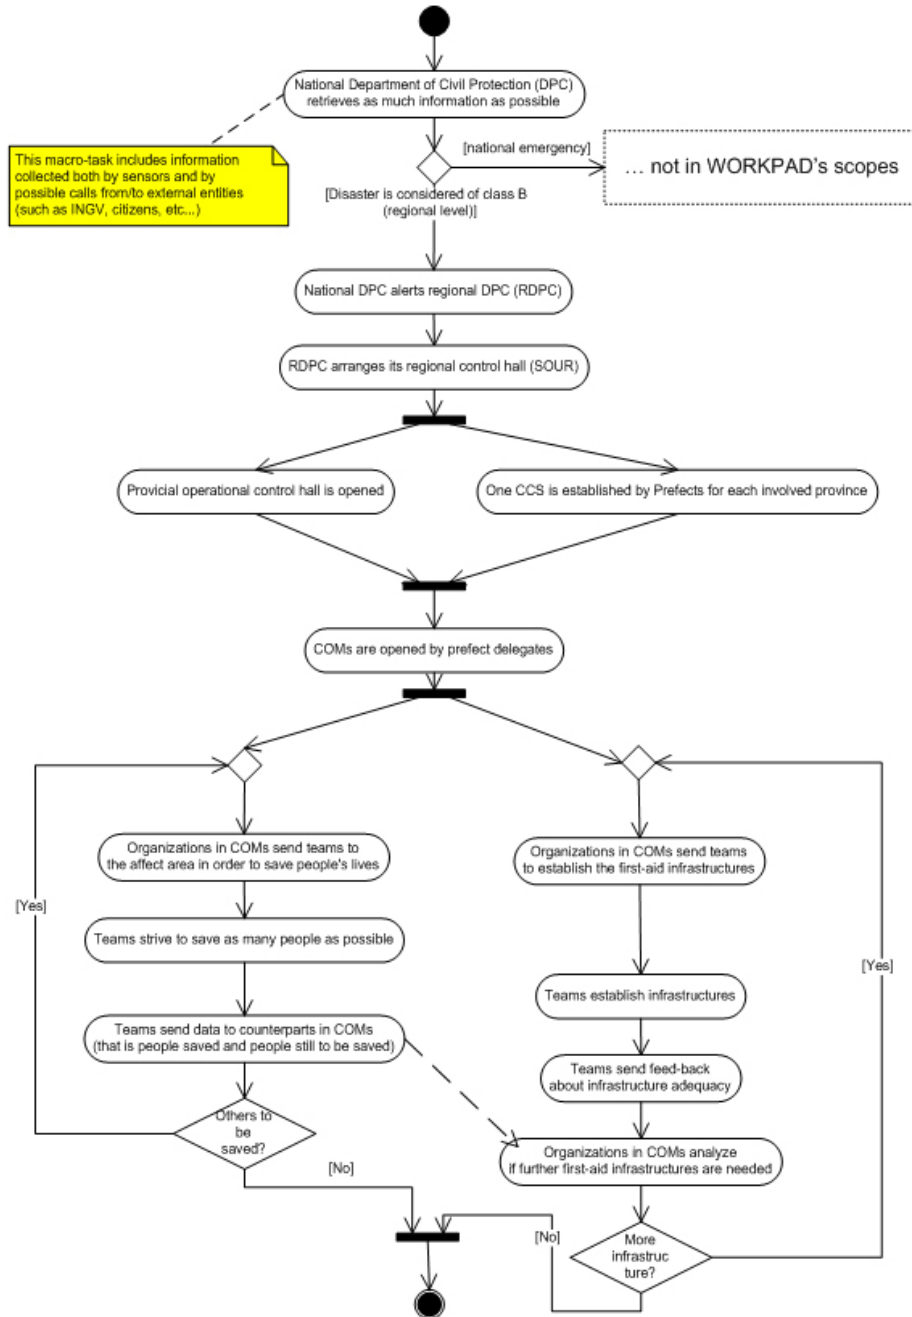 National Department of Civil Protection (DPC)
retrieves as much information as possible
This macro-task includes information
collected both by sensors and by
possible calls from/to external entities
(such as INGV, citizens, etc...)
[national emergency]
... not in WORKPAD's scopes
[Disaster is considered of class B
(regional level)]
National DPC alerts regional DPC (RDPC)
RDPC arranges its regional control hall (SOUR)
Provicial operational control hall is opened
One CCS is established by Prefects for each involved province
COMs are opened by prefect delegates
Organizations in COMs send teams to
the affect area in order to save people's lives
[Yes]
Teams strive to save as many people as possible
Teams send data to counterparts in COMs
(that is people saved and people still to be saved)
Others to
be
saved?
[No]
Organizations in COMs send teams
to establish the first-aid infrastructures
[Yes]
Teams establish infrastructures
Teams send feed-back
about infrastructure adequacy
Organizations in COMs analyze
if further first-aid infrastructures are needed
[No]
More
infrastruc
ture?